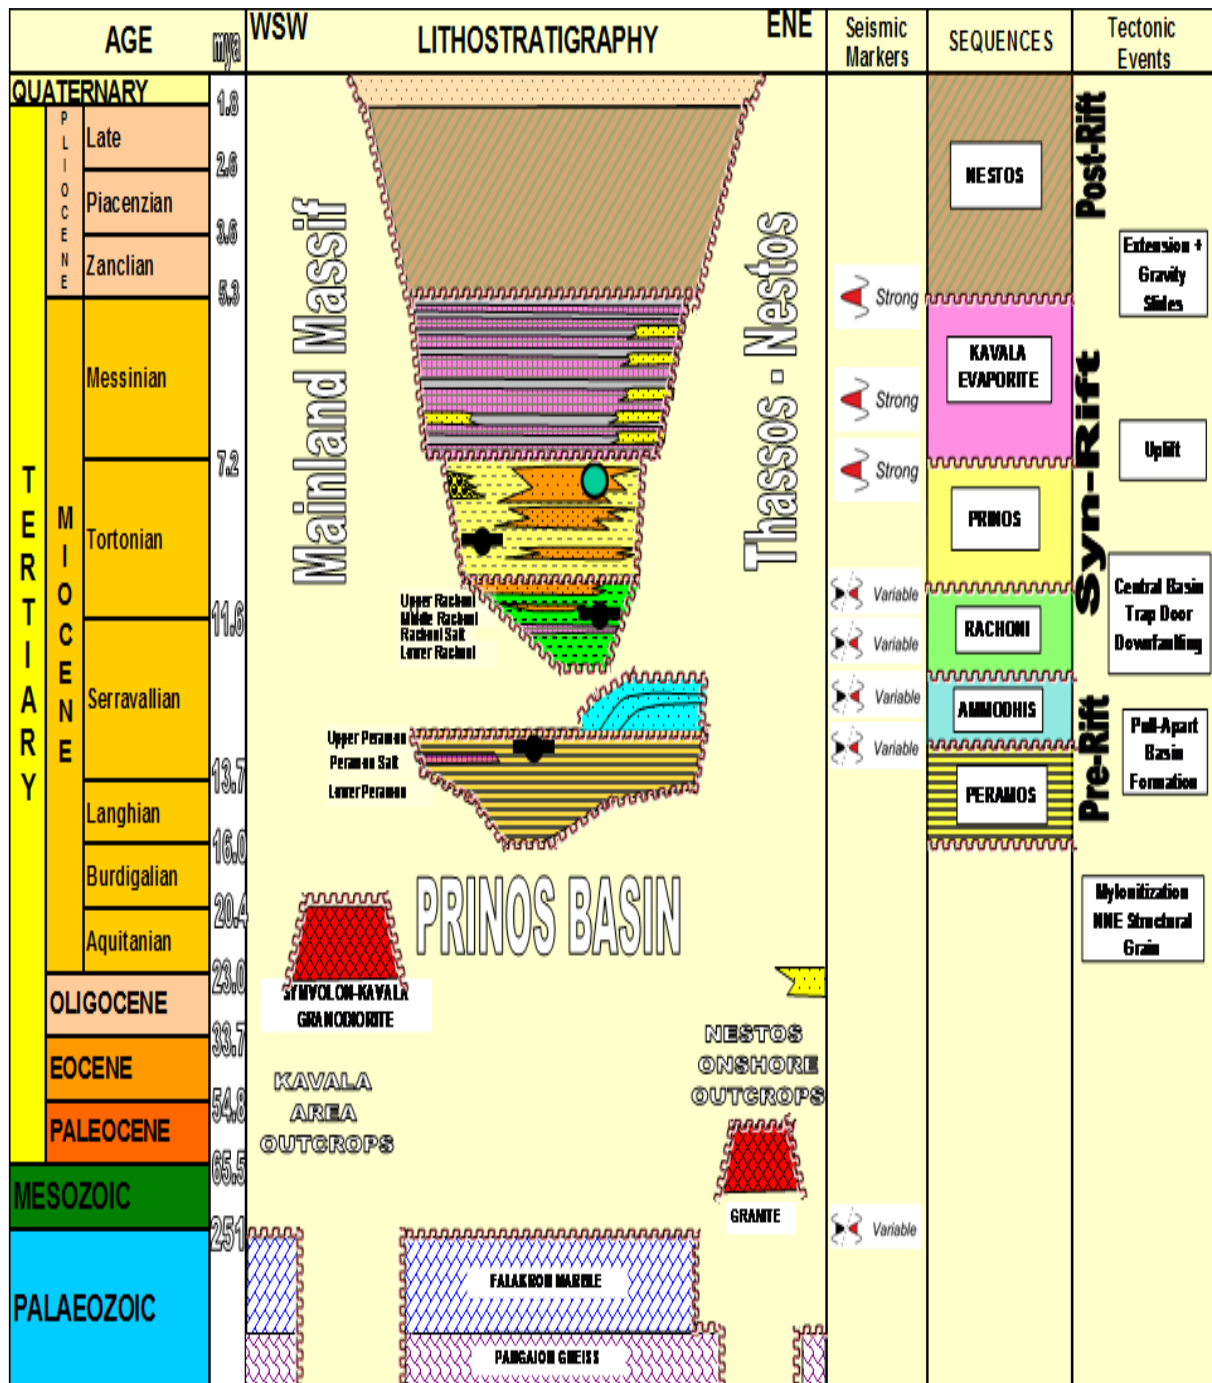 AGE
mya
WSW
LITHOSTRATIGRAPHY
ENE
Seismic
Markers
SEQUENCES
Tectonic
Events
QUATERNARY
1.8
TERTIARY
PLIOCENE
Late
2.6
Piacenzian
3.6
Zanclian
5.3
MIOCENE
Messinian
7.2
Tortonian
11.6
Serravallian
13.7
Langhian
16.0
Burdigalian
20.4
Aquitanian
23.0
OLIGOCENE
33.7
EOCENE
54.8
PALEOCENE
65.5
MESOZOIC
251
PALAEOZOIC
Mainland Massif
Thassos - Nestos
Upper Rachoni
Middle Rachoni
Rachoni Salt
Lower Rachoni
Upper Peramon
Peramon Salt
Lower Peramon
PRINOS BASIN
SYMVOLON-KAVALA
GRANODIORITE
KAVALA
AREA
OUTCROPS
NESTOS
ONSHORE
OUTCROPS
GRANITE
FALAKRON MARBLE
PANGAION GNEISS
Strong
Strong
Strong
Variable
Variable
Variable
Variable
Variable
NESTOS
KAVALA
EVAPORITE
PRINOS
RACHONI
AMMODHIS
PERAMOS
Post-Rift
Syn-Rift
Pre-Rift
Extension +
Gravity
Slides
Uplift
Central Basin
Trap Door
Downfaulting
Pull-Apart
Basin
Formation
Mylonitization
NNE Structural
Grain